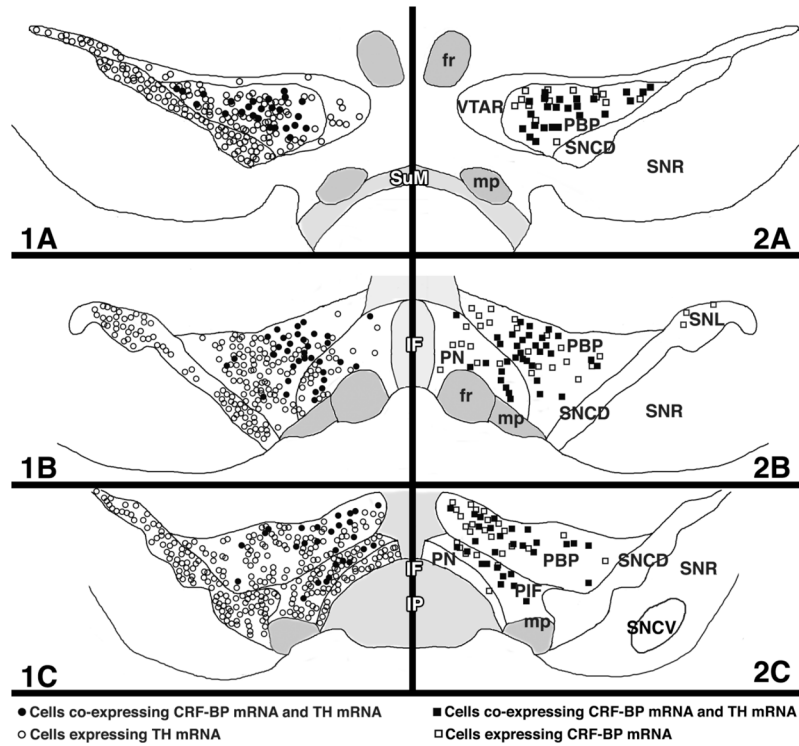 fr
VTAR
PBP
SNCD
SuM
mp
SNR
1A
2A
SNL
IF
PN
PBP
fr
SNCD
SNR
mp
1B
2B
PN
PBP
SNCD
IF
SNR
PIF
IP
mp
SNCV
1C
2C
Cells co-expressing CRF-BP mRNA and TH mRNA
Cells co-expressing CRF-BP mRNA and TH mRNA
Cells expressing TH mRNA
Cells expressing CRF-BP mRNA